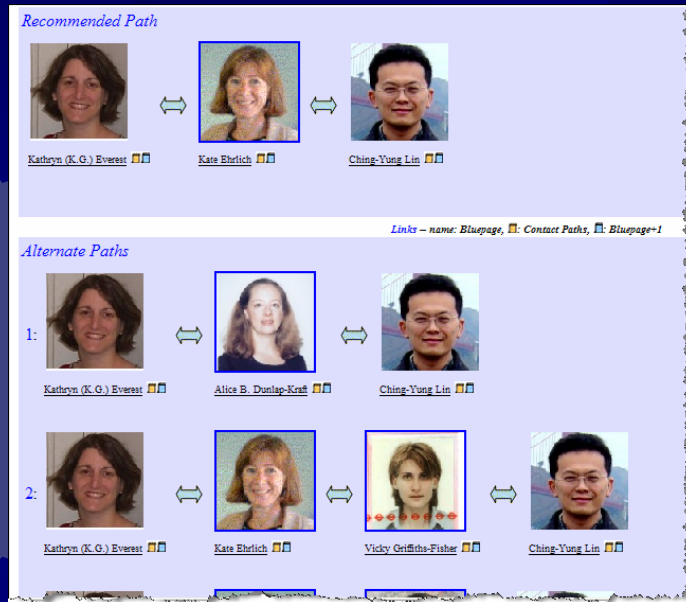 Recommended Path
Kathryn (K.G.) Everest Kate Ehrlich Ching-Yung Lin
Links – name: Bluepage, : Contact Paths, : Bluepage+1
Alternate Paths
1:
Kathryn (K.G.) Everest Alice B. Dunlap-Kraft Ching-Yung Lin
2:
Kathryn (K.G.) Everest Kate Ehrlich Vicky Griffiths-Fisher Ching-Yung Lin